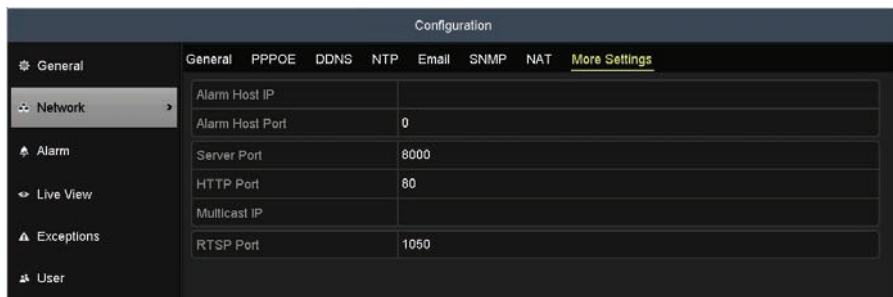 Configuration
General
Network
Alarm
Live View
Exceptions
User
General PPPOE DDNS NTP Email SNMP NAT More Settings
Alarm Host IP
Alarm Host Port 0
Server Port 8000
HTTP Port 80
Multicast IP
RTSP Port 1050